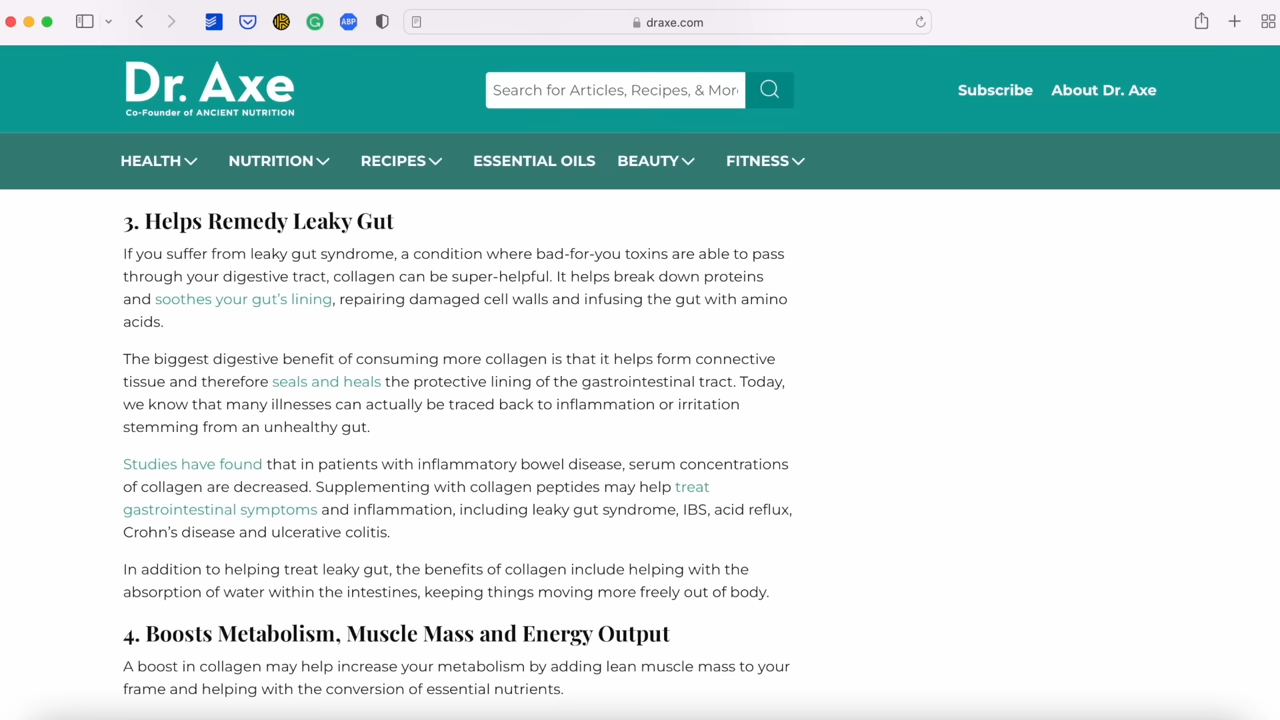 ABP
draxe.com
Dr. Axe
Co-Founder of ANCIENT NUTRITION
Search for Articles, Recipes, & Mor
Subscribe
About Dr. Axe
HEALTH
NUTRITION
RECIPES
ESSENTIAL OILS
BEAUTY
FITNESS
3. Helps Remedy Leaky Gut
If you suffer from leaky gut syndrome, a condition where bad-for-you toxins are able to pass
through your digestive tract, collagen can be super-helpful. It helps break down proteins
and soothes your gut’s lining, repairing damaged cell walls and infusing the gut with amino
acids.
The biggest digestive benefit of consuming more collagen is that it helps form connective
tissue and therefore seals and heals the protective lining of the gastrointestinal tract. Today,
we know that many illnesses can actually be traced back to inflammation or irritation
stemming from an unhealthy gut.
Studies have found that in patients with inflammatory bowel disease, serum concentrations
of collagen are decreased. Supplementing with collagen peptides may help treat
gastrointestinal symptoms and inflammation, including leaky gut syndrome, IBS, acid reflux,
Crohn’s disease and ulcerative colitis.
In addition to helping treat leaky gut, the benefits of collagen include helping with the
absorption of water within the intestines, keeping things moving more freely out of body.
4. Boosts Metabolism, Muscle Mass and Energy Output
A boost in collagen may help increase your metabolism by adding lean muscle mass to your
frame and helping with the conversion of essential nutrients.